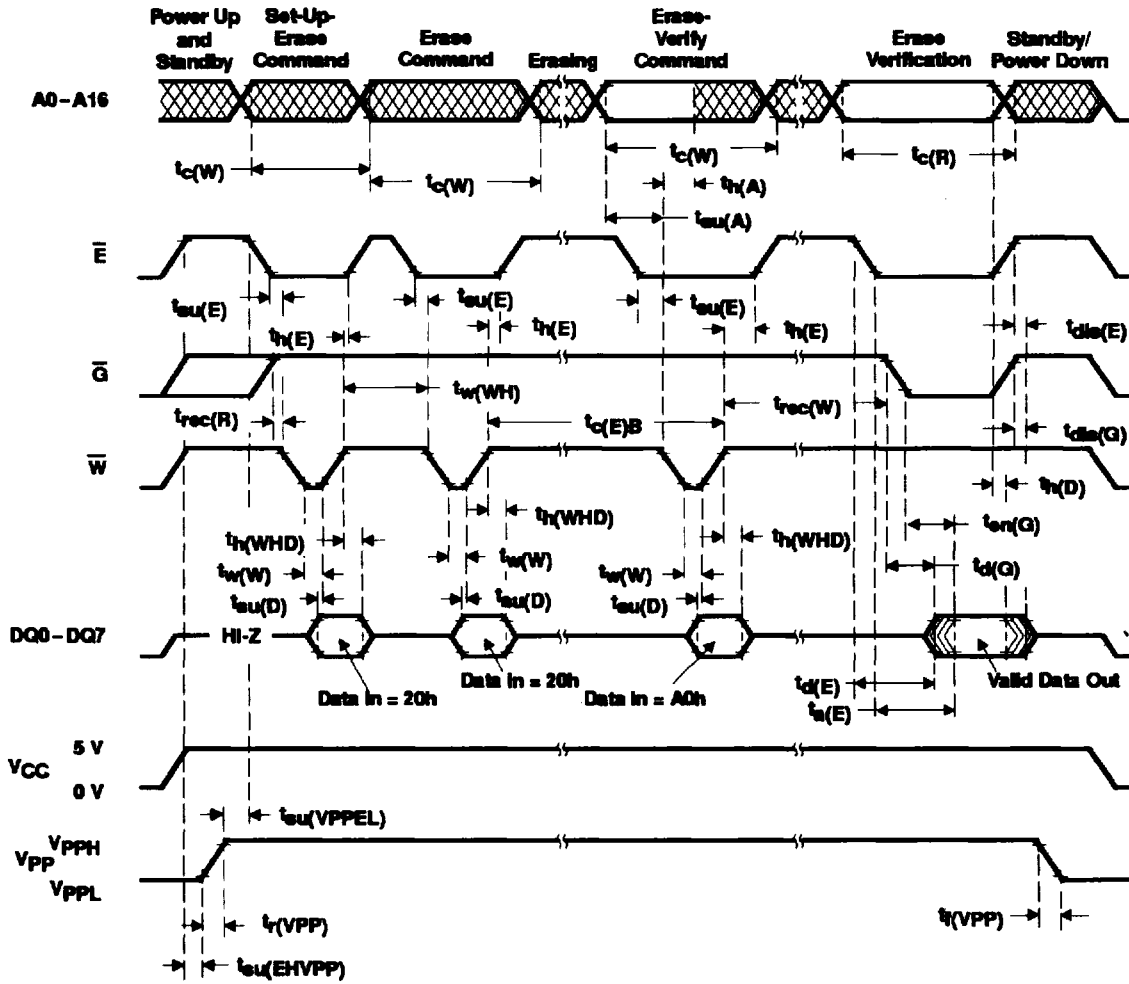 Power Up and Standby
Set-Up-Erase Command
Erase Command
Erasing
Erase-Verify Command
Erase Verification
Standby/ Power Down
A0–A16
tc(W)
tc(W)
tc(W)
tc(R)
th(A)
tsu(A)
E
tsu(E)
tsu(E)
tsu(E)
th(E)
th(E)
th(E)
tdis(E)
G
tw(WH)
trec(R)
tc(E)B
trec(W)
tdis(G)
W
th(D)
th(WHD)
th(WHD)
th(WHD)
ten(G)
tw(W)
tw(W)
tw(W)
td(G)
tsu(D)
tsu(D)
tsu(D)
DQ0–DQ7
HI-Z
Data In = 20h
Data In = 20h
Data In = A0h
Valid Data Out
td(E)
ta(E)
VCC
5 V
0 V
tsu(VPPEL)
VPP
VPPH
VPPL
tr(VPP)
tf(VPP)
tsu(EHVPP)